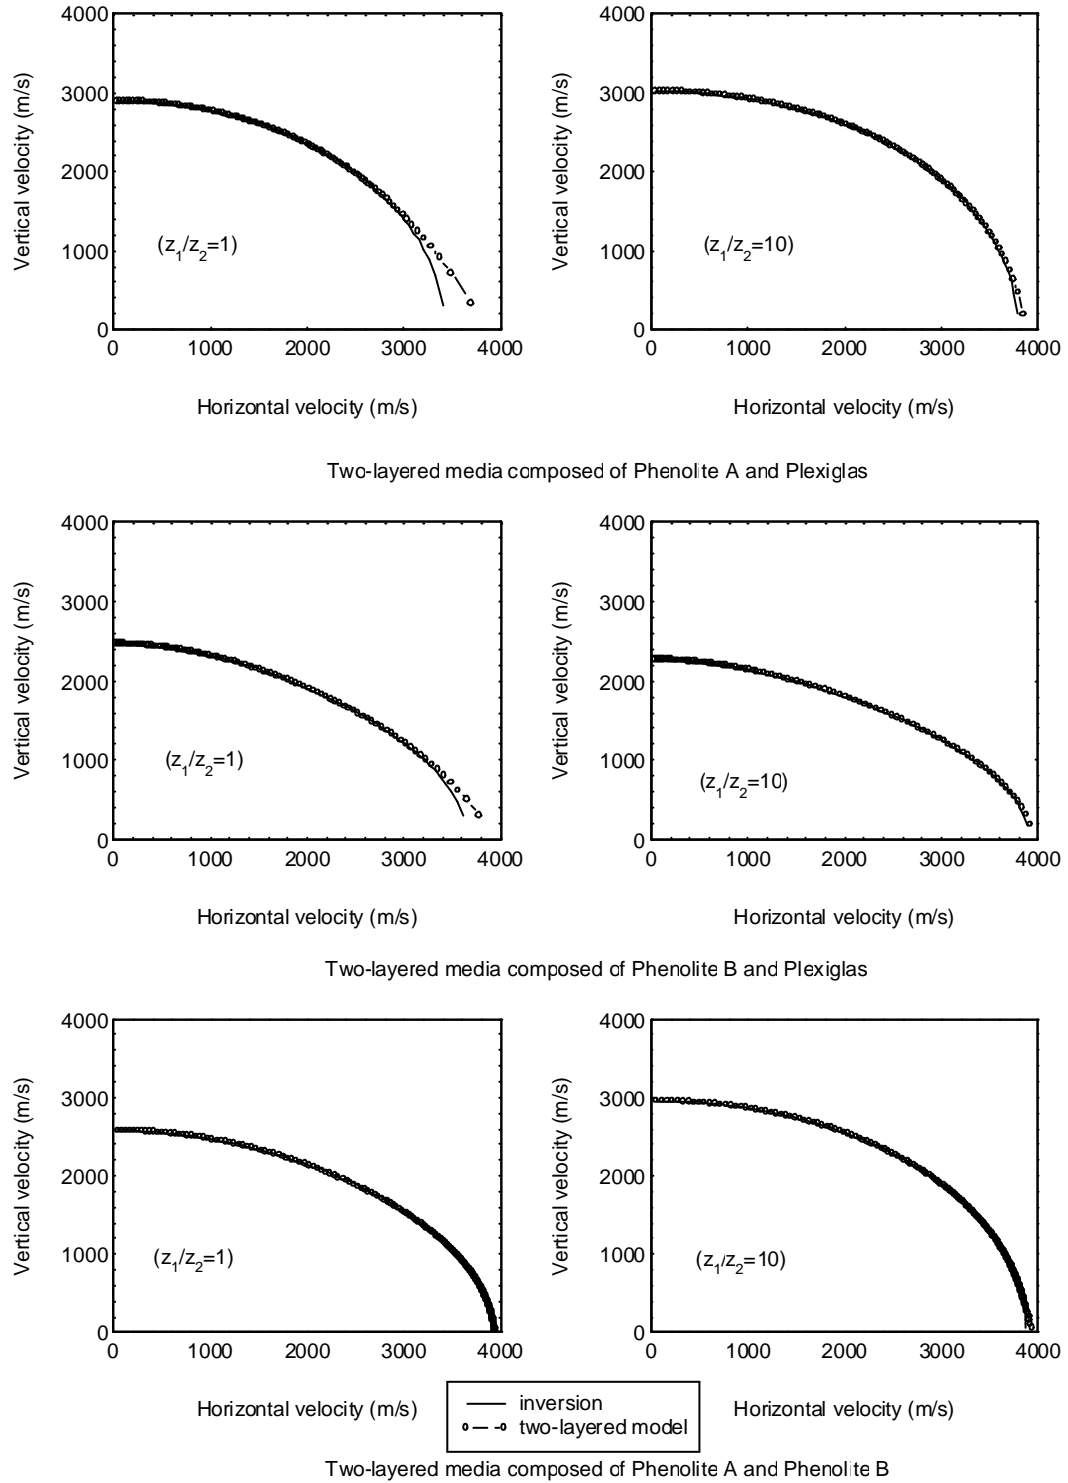 4000
3000
2000
1000
0
Vertical velocity (m/s)
(z1/z2=1)
0 1000 2000 3000 4000
Horizontal velocity (m/s)
4000
3000
2000
1000
0
Vertical velocity (m/s)
(z1/z2=10)
0 1000 2000 3000 4000
Horizontal velocity (m/s)
Two-layered media composed of Phenolite A and Plexiglas
4000
3000
2000
1000
0
Vertical velocity (m/s)
(z1/z2=1)
0 1000 2000 3000 4000
Horizontal velocity (m/s)
4000
3000
2000
1000
0
Vertical velocity (m/s)
(z1/z2=10)
0 1000 2000 3000 4000
Horizontal velocity (m/s)
Two-layered media composed of Phenolite B and Plexiglas
4000
3000
2000
1000
0
Vertical velocity (m/s)
(z1/z2=1)
0 1000 2000 3000 4000
Horizontal velocity (m/s)
4000
3000
2000
1000
0
Vertical velocity (m/s)
(z1/z2=10)
0 1000 2000 3000 4000
Horizontal velocity (m/s)
inversion
two-layered model
Two-layered media composed of Phenolite A and Phenolite B